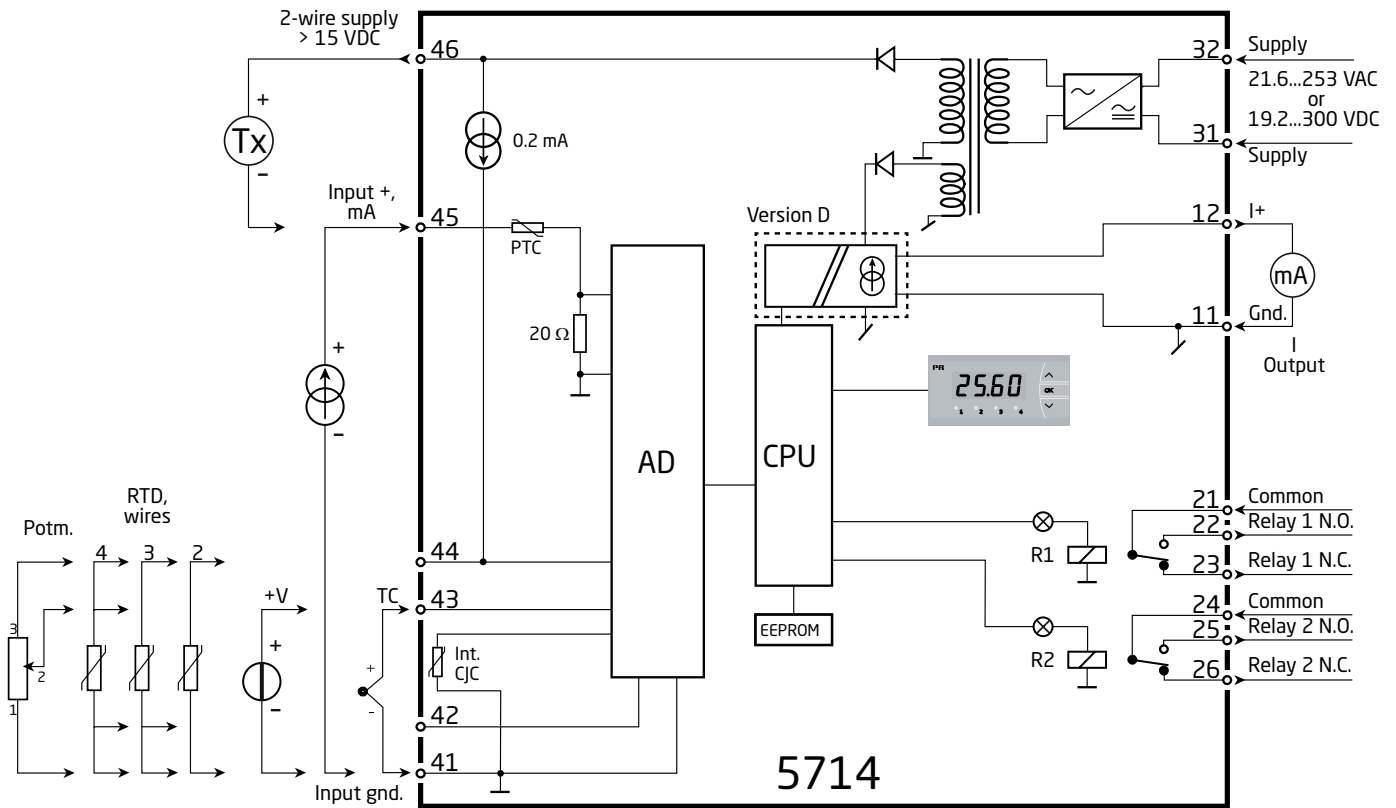 2-wire supply
> 15 VDC
46
32
Supply
21.6...253 VAC
or
19.2...300 VDC
31
Supply
+
Tx
-
0.2 mA
Input +,
mA
45
PTC
Version D
12
I+
mA
11
Gnd.
I
Output
20 Ω
+
-
PR
25.60
OK
1 2 3 4
AD
CPU
EEPROM
R1
R2
21
Common
22
Relay 1 N.O.
23
Relay 1 N.C.
24
Common
25
Relay 2 N.O.
26
Relay 2 N.C.
Potm.
RTD,
wires
4
3
2
3
2
1
+V
+
-
44
TC
43
+
-
Int.
CJC
42
41
Input gnd.
5714